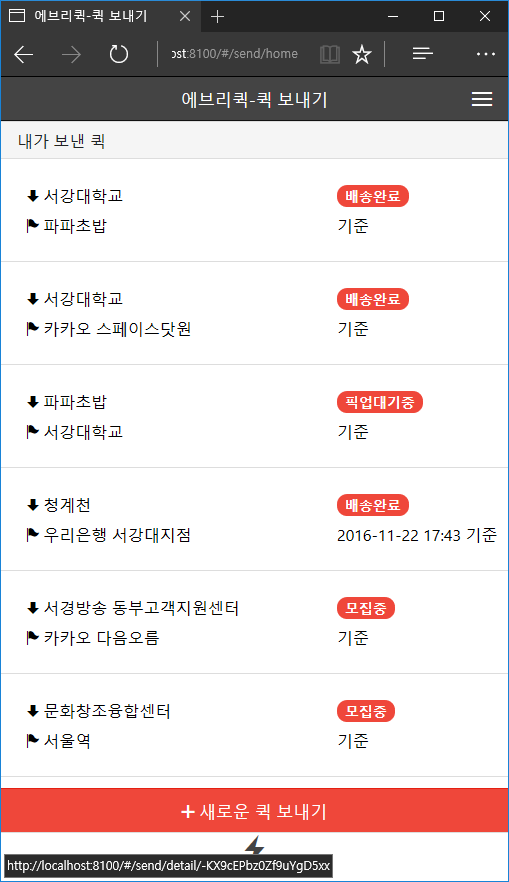 에브리퀵-퀵 보내기
ost:8100/#/send/home
에브리퀵-퀵 보내기
내가 보낸 퀵
서강대학교 배송완료
파파초밥 기준
서강대학교 배송완료
카카오 스페이스닷원 기준
파파초밥 픽업대기중
서강대학교 기준
청계천 배송완료
우리은행 서강대지점 2016-11-22 17:43 기준
서경방송 동부고객지원센터 모집중
카카오 다음오름 기준
문화창조융합센터 모집중
서울역 기준
+ 새로운 퀵 보내기
http://localhost:8100/#/send/detail/-KX9cEPbz0Zf9uYgD5xx